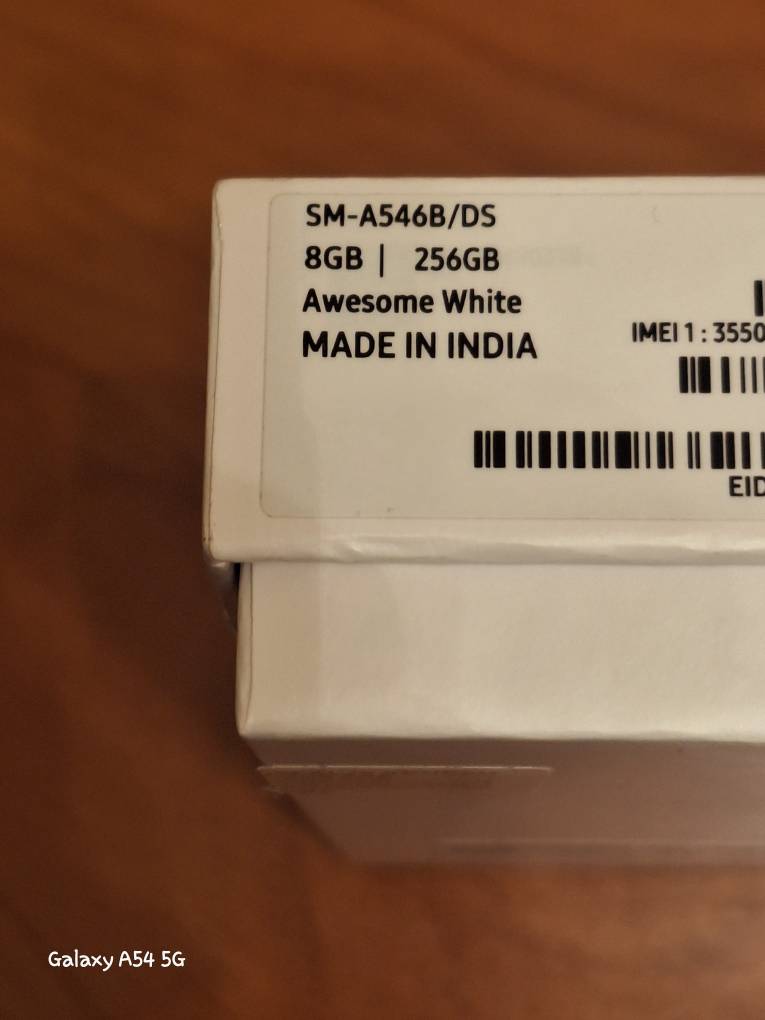 SM-A546B/DS
8GB | 256GB
Awesome White
MADE IN INDIA
IMEI 1 : 3550
EID
Galaxy A54 5G